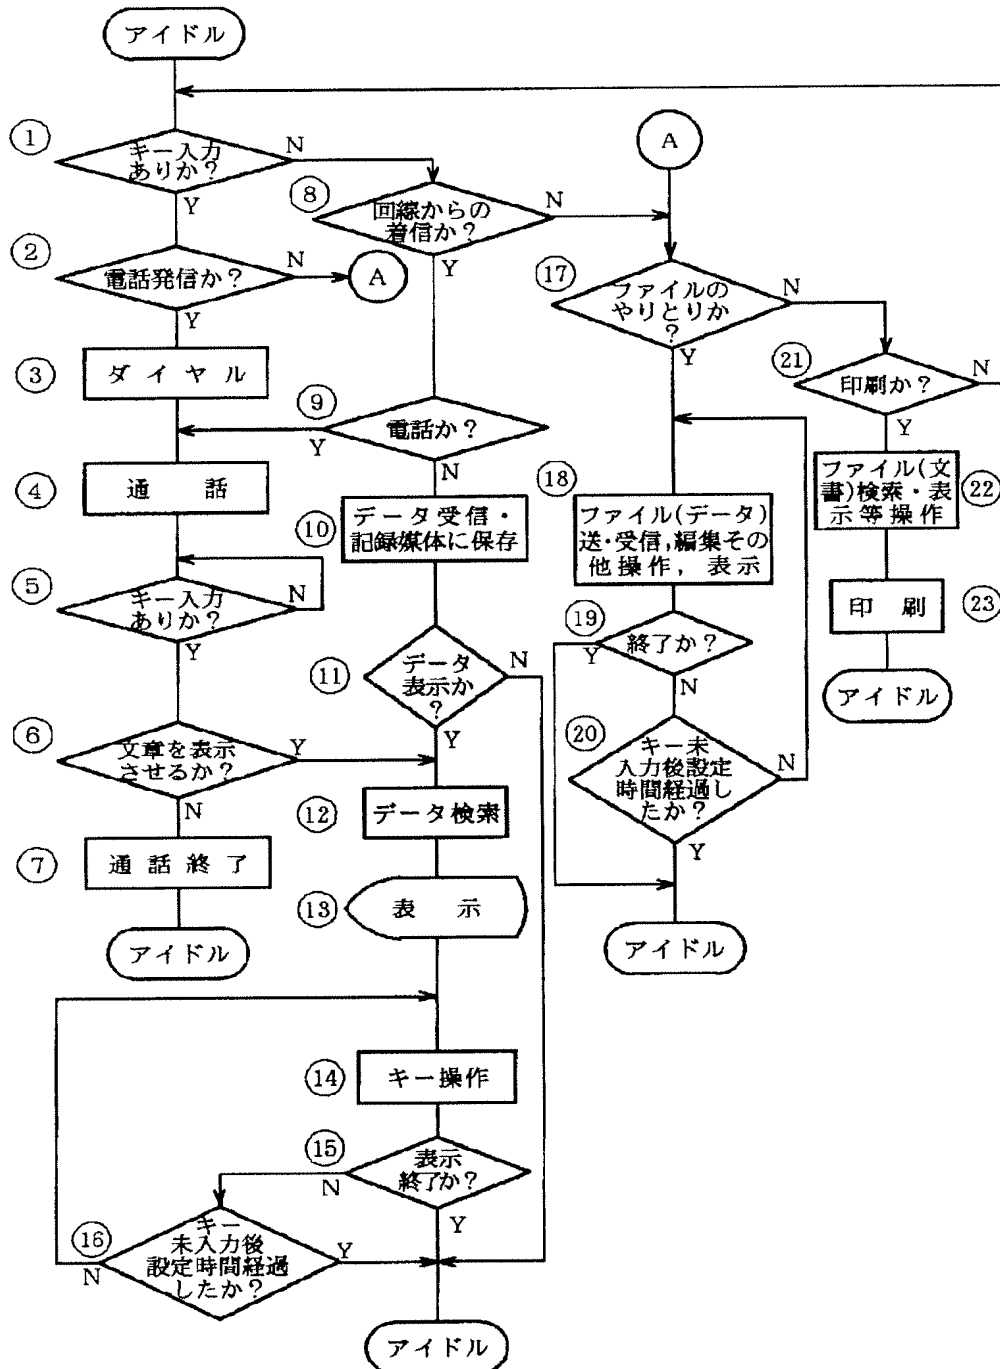 アイドル
①
キー入力
ありか?
N
Y
②
電話発信か?
N
A
Y
③
ダイヤル
④
通話
⑤
キー入力
ありか?
N
Y
⑥
文章を表示
させるか?
Y
N
⑦
通話終了
アイドル
⑧
回線からの
着信か?
N
Y
⑨
電話か?
Y
N
⑩
データ受信・
記録媒体に保存
⑪
データ
表示か
?
N
Y
⑫
データ検索
⑬
表示
⑭
キー操作
⑮
表示
終了か?
N
Y
⑯
キー
未入力後
設定時間経過
したか?
Y
N
アイドル
A
⑰
ファイルの
やりとりか
?
N
Y
⑱
ファイル(データ)
送・受信,編集その
他操作,表示
⑲
終了か?
Y
N
⑳
キー未
入力後設定
時間経過し
たか?
N
Y
アイドル
㉑
印刷か?
N
Y
ファイル(文
書)検索・表
示等操作
㉒
印刷
㉓
アイドル